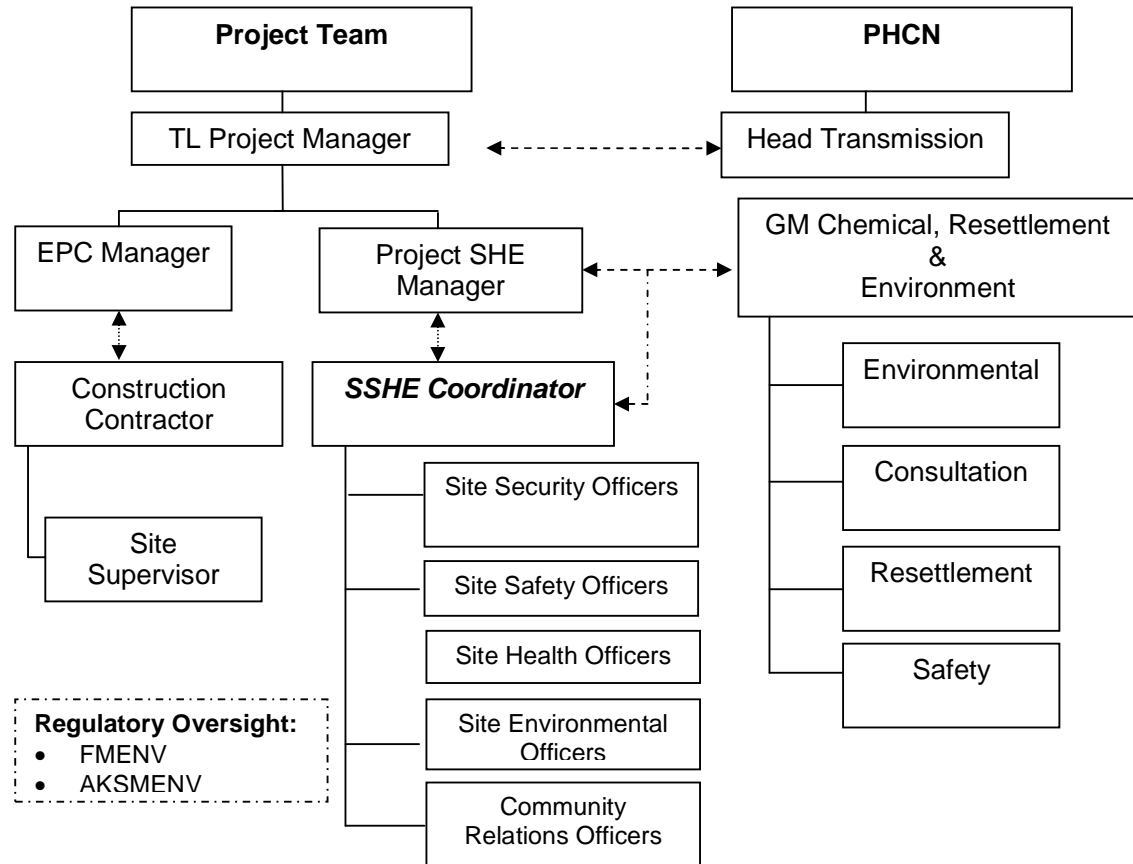 Project Team
PHCN
TL Project Manager
Head Transmission
EPC Manager
Project SHE
Manager
GM Chemical, Resettlement
&
Environment
Construction
Contractor
SSHE Coordinator
Environmental
Site Security Officers
Consultation
Site
Supervisor
Site Safety Officers
Resettlement
Site Health Officers
Safety
Regulatory Oversight:
• FMENV
• AKSMENV
Site Environmental
Officers
Community
Relations Officers